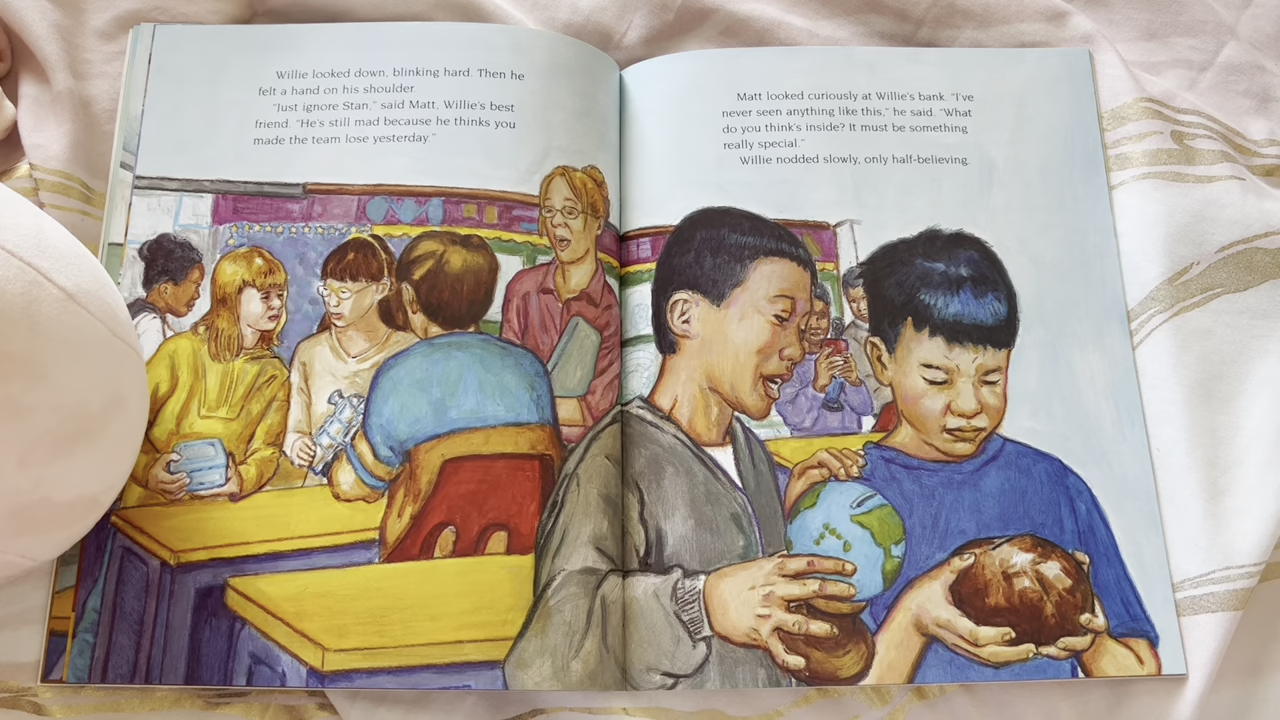 Willie looked down, blinking hard. Then he
felt a hand on his shoulder.
"Just ignore Stan," said Matt, Willie's best
friend. "He's still mad because he thinks you
made the team lose yesterday."
Matt looked curiously at Willie's bank. "I've
never seen anything like this," he said. "What
do you think's inside? It must be something
really special."
Willie nodded slowly, only half-believing.